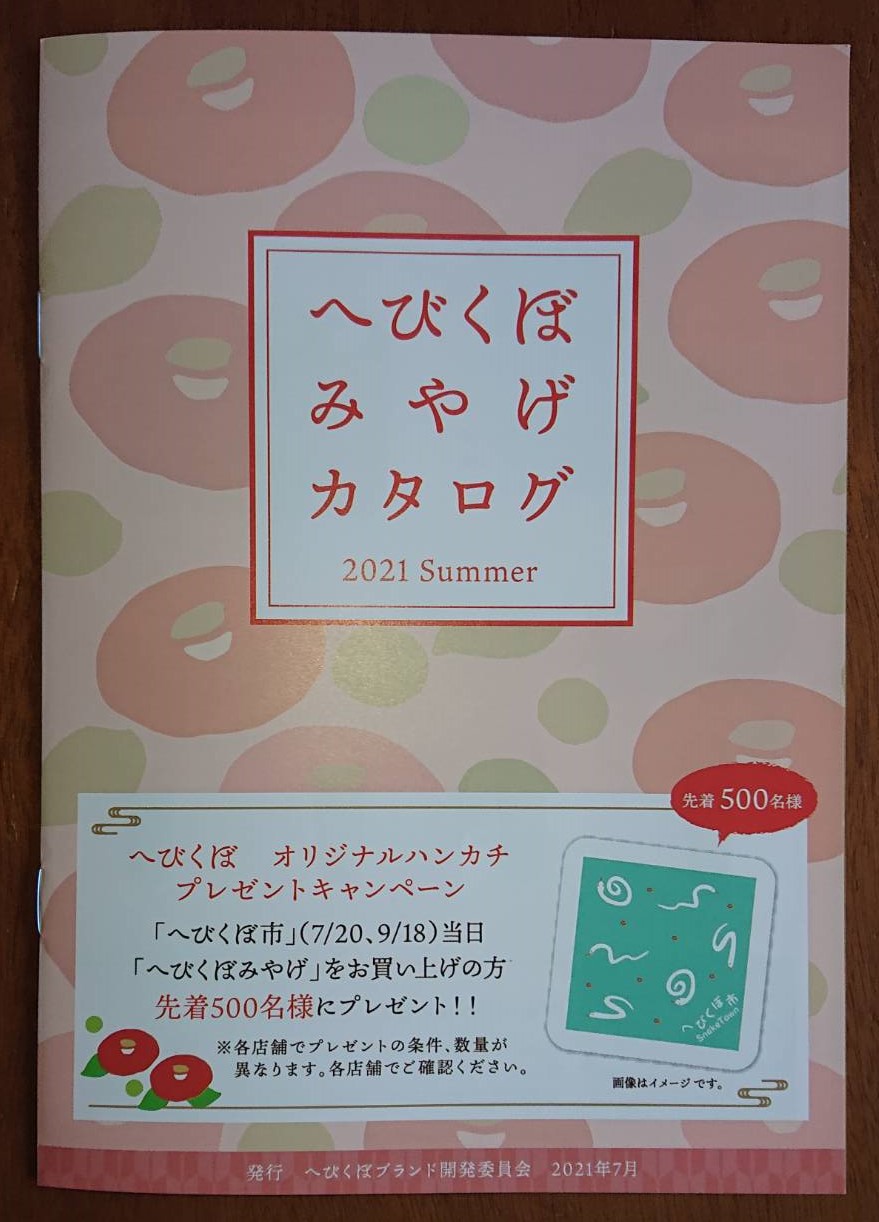 へびくぼ
みやげ
カタログ
2021 Summer
先着500名様
へびくぼ　オリジナルハンカチ
プレゼントキャンペーン
「へびくぼ市」(7/20、9/18)当日
「へびくぼみやげ」をお買い上げの方
先着500名様にプレゼント!!
※各店舗でプレゼントの条件、数量が
異なります。各店舗でご確認ください。
へびくぼ市
SnakeTown
画像はイメージです。
発行　へびくぼブランド開発委員会　2021年7月